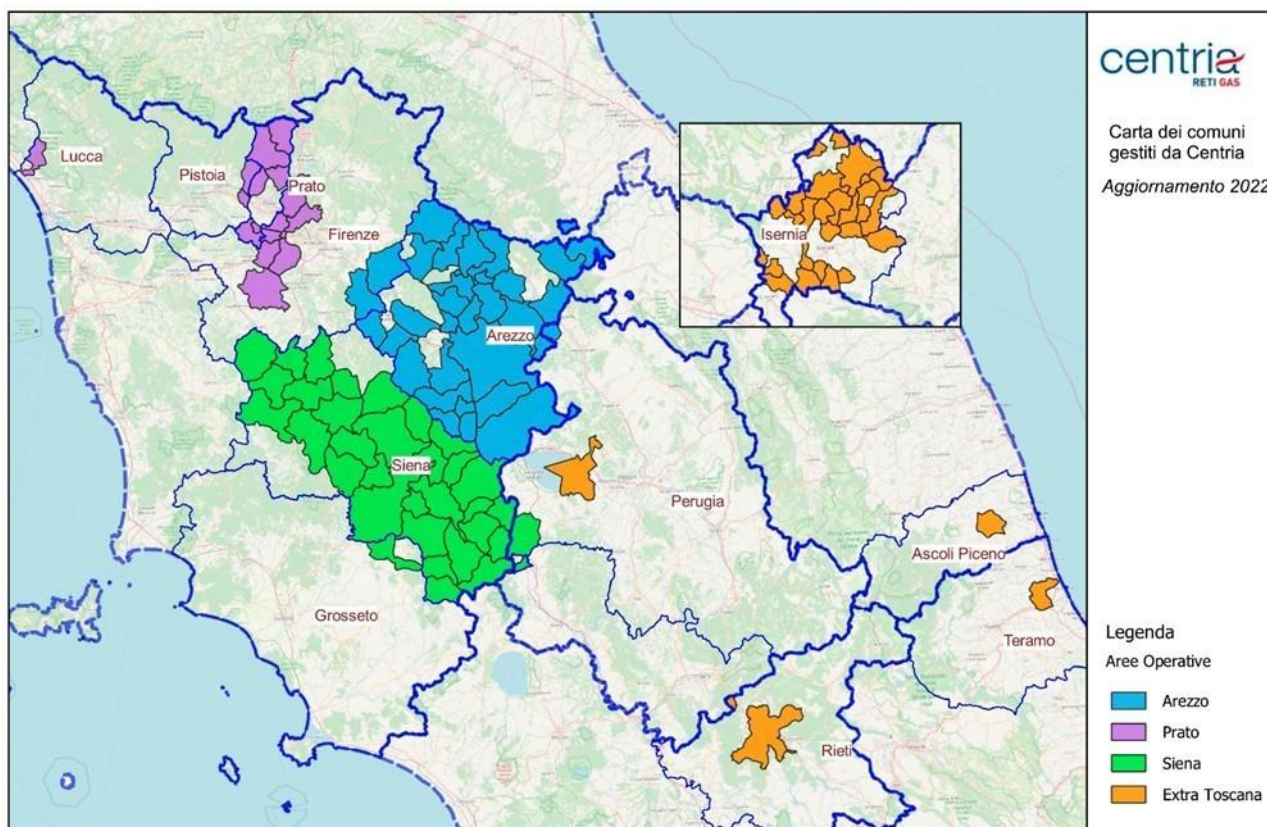 centria
RETI GAS
Carta dei comuni
gestiti da Centria
Aggiornamento 2022
Lucca
Pistoia
Prato
Firenze
Arezzo
Siena
Grosseto
Perugia
Isernia
Ascoli Piceno
Teramo
Rieti
Legenda
Aree Operative
Arezzo
Prato
Siena
Extra Toscana